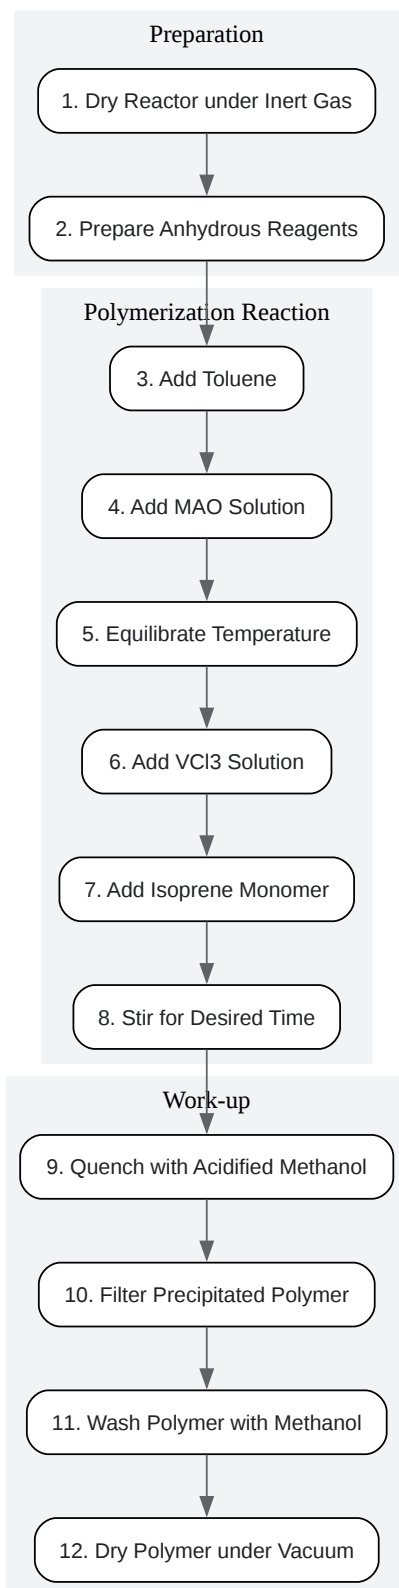 Preparation
1. Dry Reactor under Inert Gas
2. Prepare Anhydrous Reagents
Polymerization Reaction
3. Add Toluene
4. Add MAO Solution
5. Equilibrate Temperature
6. Add VCl3 Solution
7. Add Isoprene Monomer
8. Stir for Desired Time
Work-up
9. Quench with Acidified Methanol
10. Filter Precipitated Polymer
11. Wash Polymer with Methanol
12. Dry Polymer under Vacuum